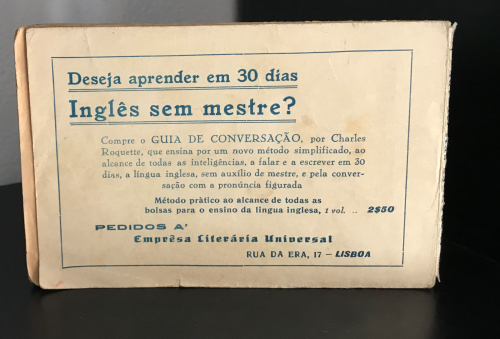 Deseja aprender em 30 dias
Inglês sem mestre?
Compre o GUIA DE CONVERSAÇÃO, por Charles
Roquette, que ensina por um novo método simplificado, ao
alcance de todas as inteligências, a falar e a escrever em 30
dias, a língua inglesa, sem auxílio de mestre, e pela conver-
sação com a pronúncia figurada
Método prático ao alcance de todas as
bolsas para o ensino da língua inglesa, 1 vol. .. 2$50
PEDIDOS A'
Emprêsa Literária Universal
RUA DA ERA, 17 – LISBOA